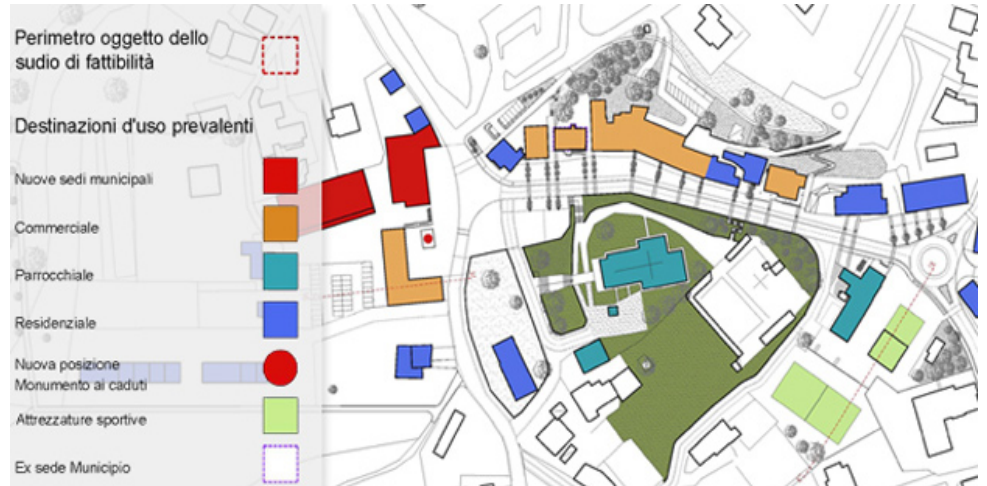 Perimetro oggetto dello
sudio di fattibilità
Destinazioni d'uso prevalenti
Nuove sedi municipali
Commerciale
Parrocchiale
Residenziale
Nuova posizione
Monumento ai caduti
Attrezzature sportive
Ex sede Municipio